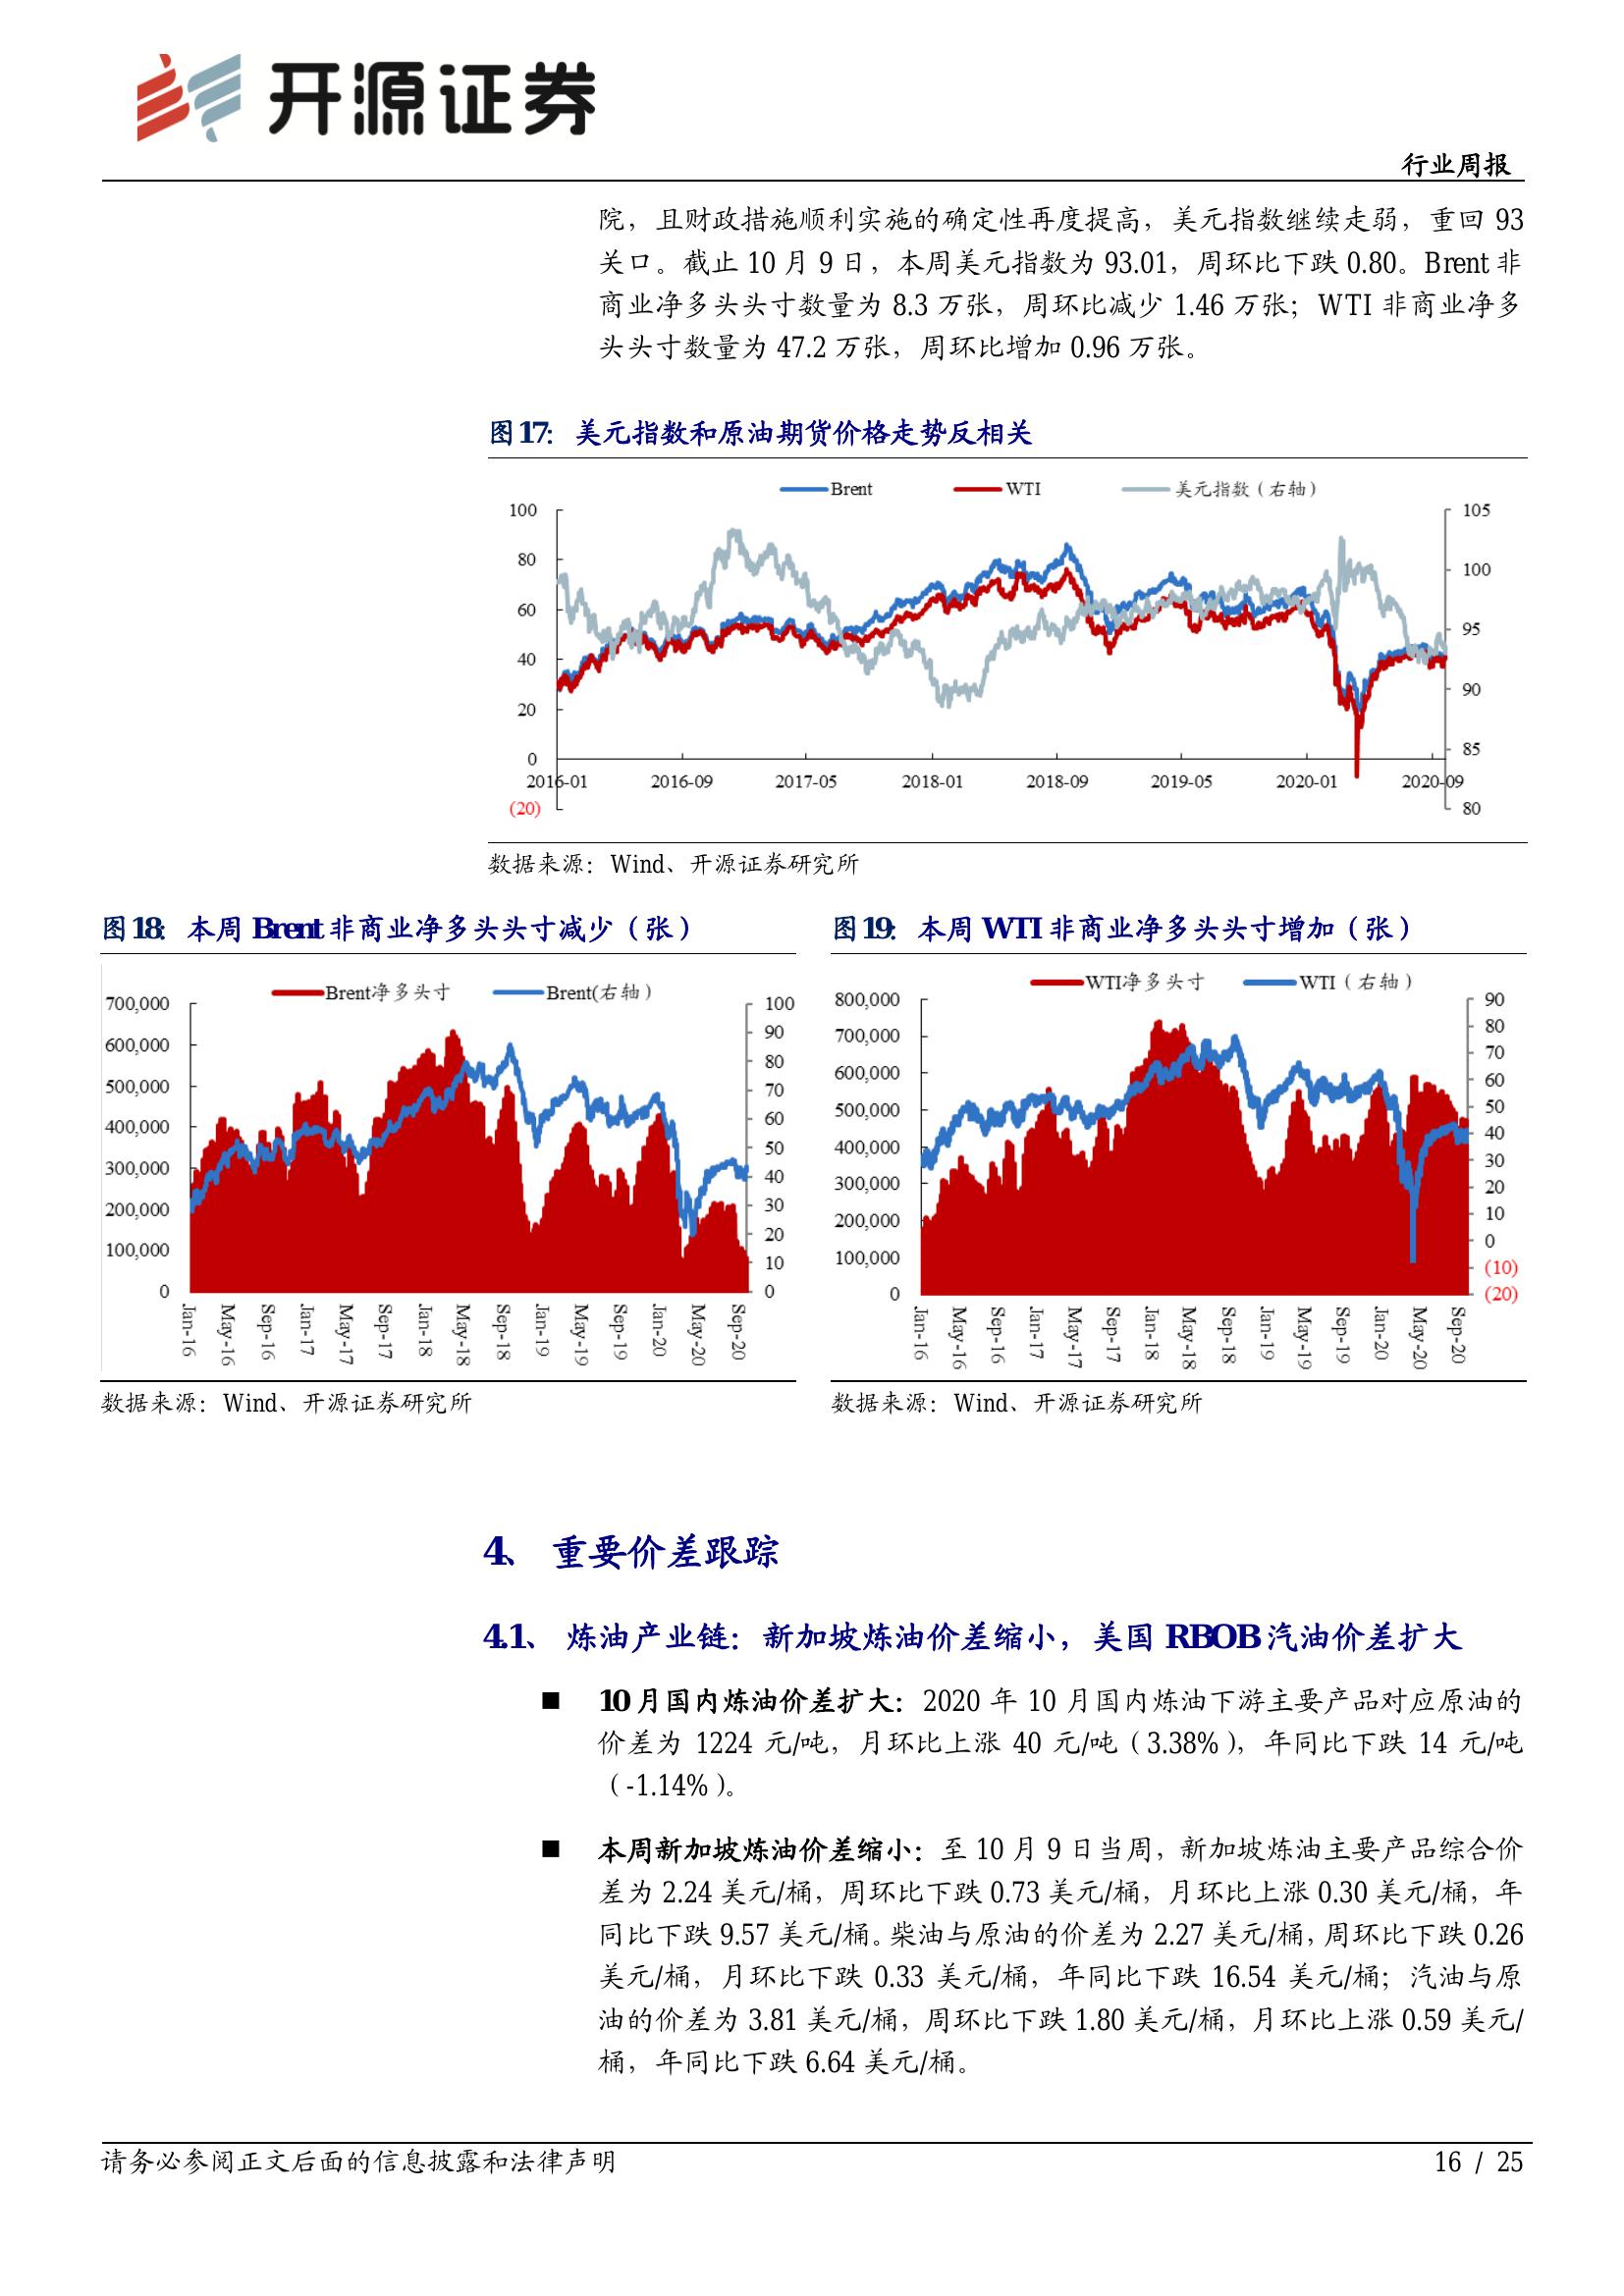 开源证券
行业周报
院，且财政措施顺利实施的确定性再度提高，美元指数继续走弱，重回 93
关口。截止 10 月 9 日，本周美元指数为 93.01，周环比下跌 0.80。Brent 非
商业净多头头寸数量为 8.3 万张，周环比减少 1.46 万张；WTI 非商业净多
头头寸数量为 47.2 万张，周环比增加 0.96 万张。
图17：美元指数和原油期货价格走势反相关
Brent WTI 美元指数（右轴）
100
80
60
40
20
0
(20)
105
100
95
90
85
80
2016-01 2016-09 2017-05 2018-01 2018-09 2019-05 2020-01 2020-09
数据来源：Wind、开源证券研究所
图18：本周 Brent 非商业净多头头寸减少（张）
Brent净多头寸 Brent(右轴）
700,000
600,000
500,000
400,000
300,000
200,000
100,000
0
100
90
80
70
60
50
40
30
20
10
0
Jan-16 May-16 Sep-16 Jan-17 May-17 Sep-17 Jan-18 May-18 Sep-18 Jan-19 May-19 Sep-19 Jan-20 May-20 Sep-20
数据来源：Wind、开源证券研究所
图19：本周 WTI 非商业净多头头寸增加（张）
WTI净多头寸 WTI（右轴）
800,000
700,000
600,000
500,000
400,000
300,000
200,000
100,000
0
90
80
70
60
50
40
30
20
10
0
(10)
(20)
Jan-16 May-16 Sep-16 Jan-17 May-17 Sep-17 Jan-18 May-18 Sep-18 Jan-19 May-19 Sep-19 Jan-20 May-20 Sep-20
数据来源：Wind、开源证券研究所
4、 重要价差跟踪
4.1、 炼油产业链：新加坡炼油价差缩小，美国 RBOB 汽油价差扩大
■ 10 月国内炼油价差扩大：2020 年 10 月国内炼油下游主要产品对应原油的
价差为 1224 元/吨，月环比上涨 40 元/吨（3.38%），年同比下跌 14 元/吨
（-1.14%）。
■ 本周新加坡炼油价差缩小：至 10 月 9 日当周，新加坡炼油主要产品综合价
差为 2.24 美元/桶，周环比下跌 0.73 美元/桶，月环比上涨 0.30 美元/桶，年
同比下跌 9.57 美元/桶。柴油与原油的价差为 2.27 美元/桶，周环比下跌 0.26
美元/桶，月环比下跌 0.33 美元/桶，年同比下跌 16.54 美元/桶；汽油与原
油的价差为 3.81 美元/桶，周环比下跌 1.80 美元/桶，月环比上涨 0.59 美元/
桶，年同比下跌 6.64 美元/桶。
请务必参阅正文后面的信息披露和法律声明
16 / 25